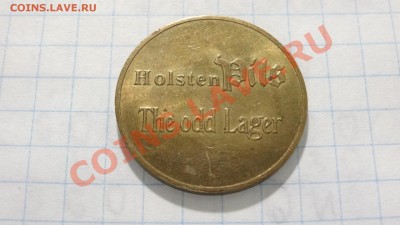 COINS.LAVE.RU
Holsten Pils
The odd Lager
COINS.LAVE.RU